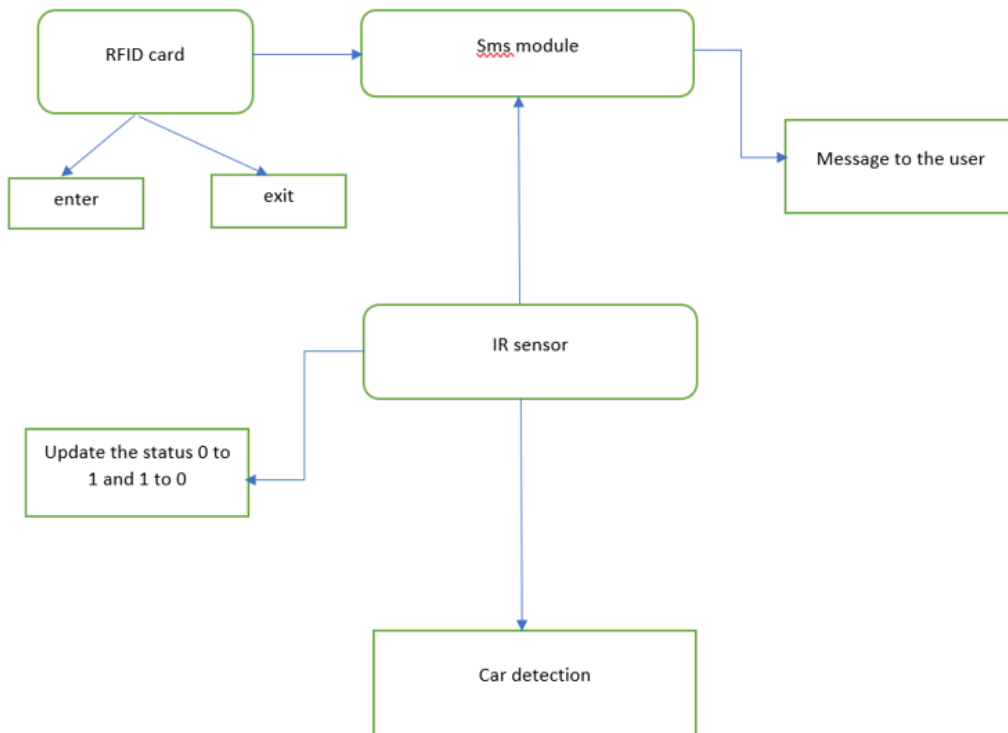 RFID card
Sms module
Message to the user
enter
exit
IR sensor
Update the status 0 to
1 and 1 to 0
Car detection